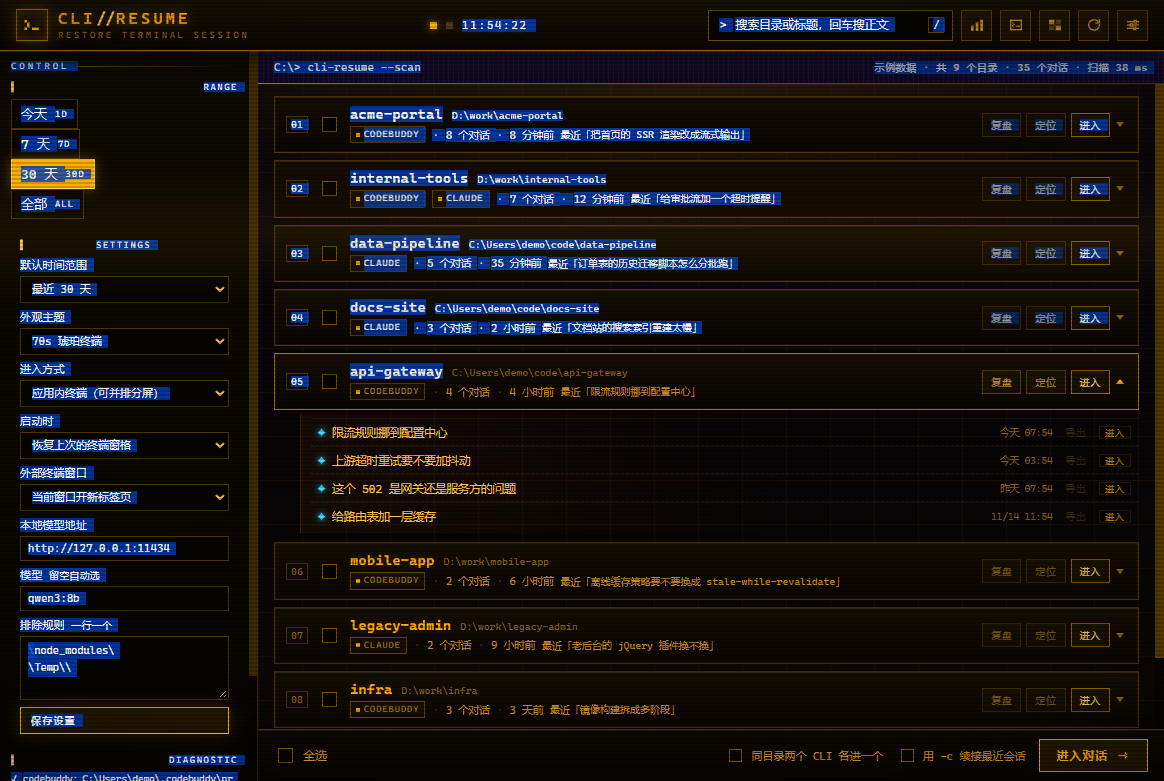 CLI//RESUME
RESTORE TERMINAL SESSION
11:54:22
> 搜索目录或标题，回车搜正文 /
CONTROL
RANGE
今天 1D
7 天 7D
30 天 30D
全部 ALL
SETTINGS
默认时间范围
最近 30 天
外观主题
70s 琥珀终端
进入方式
应用内终端（可并排分屏）
启动时
恢复上次的终端窗格
外部终端窗口
当前窗口开新标签页
本地模型地址
http://127.0.0.1:11434
模型 留空自动选
qwen3:8b
排除规则 一行一个
\node_modules\
\Temp\\
保存设置
DIAGNOSTIC
√ codebuddy: C:\Users\demo\.codebuddy\pr
C:\> cli-resume --scan
示例数据 · 共 9 个目录 · 35 个对话 · 扫描 38 ms
01 acme-portal D:\work\acme-portal
CODEBUDDY · 8 个对话 · 8 分钟前 最近「把首页的 SSR 渲染改成流式输出」
复盘 定位 进入
02 internal-tools D:\work\internal-tools
CODEBUDDY CLAUDE · 7 个对话 · 12 分钟前 最近「给审批流加一个超时提醒」
复盘 定位 进入
03 data-pipeline C:\Users\demo\code\data-pipeline
CLAUDE · 5 个对话 · 35 分钟前 最近「订单表的历史迁移脚本怎么分批跑」
复盘 定位 进入
04 docs-site C:\Users\demo\code\docs-site
CLAUDE · 3 个对话 · 2 小时前 最近「文档站的搜索索引重建太慢」
复盘 定位 进入
05 api-gateway C:\Users\demo\code\api-gateway
CODEBUDDY · 4 个对话 · 4 小时前 最近「限流规则挪到配置中心」
复盘 定位 进入
限流规则挪到配置中心 今天 07:54 导出 进入
上游超时重试要不要加抖动 今天 03:54 导出 进入
这个 502 是网关还是服务方的问题 昨天 07:54 导出 进入
给路由表加一层缓存 11/14 11:54 导出 进入
06 mobile-app D:\work\mobile-app
CODEBUDDY · 2 个对话 · 6 小时前 最近「离线缓存策略要不要换成 stale-while-revalidate」
复盘 定位 进入
07 legacy-admin D:\work\legacy-admin
CLAUDE · 2 个对话 · 9 小时前 最近「老后台的 jQuery 插件换不换」
复盘 定位 进入
08 infra D:\work\infra
CODEBUDDY · 3 个对话 · 3 天前 最近「镜像构建拆成多阶段」
复盘 定位 进入
全选
同目录两个 CLI 各进一个
用 -c 续接最近会话
进入对话 →